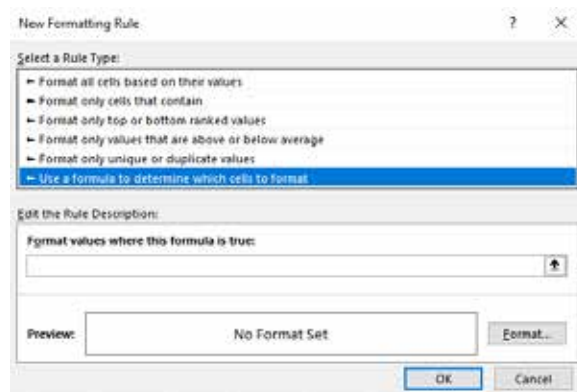 New Formatting Rule ? ×
Select a Rule Type:
► Format all cells based on their values
► Format only cells that contain
► Format only top or bottom ranked values
► Format only values that are above or below average
► Format only unique or duplicate values
► Use a formula to determine which cells to format
Edit the Rule Description:
Format values where this formula is true:
Preview: No Format Set Format...
OK Cancel